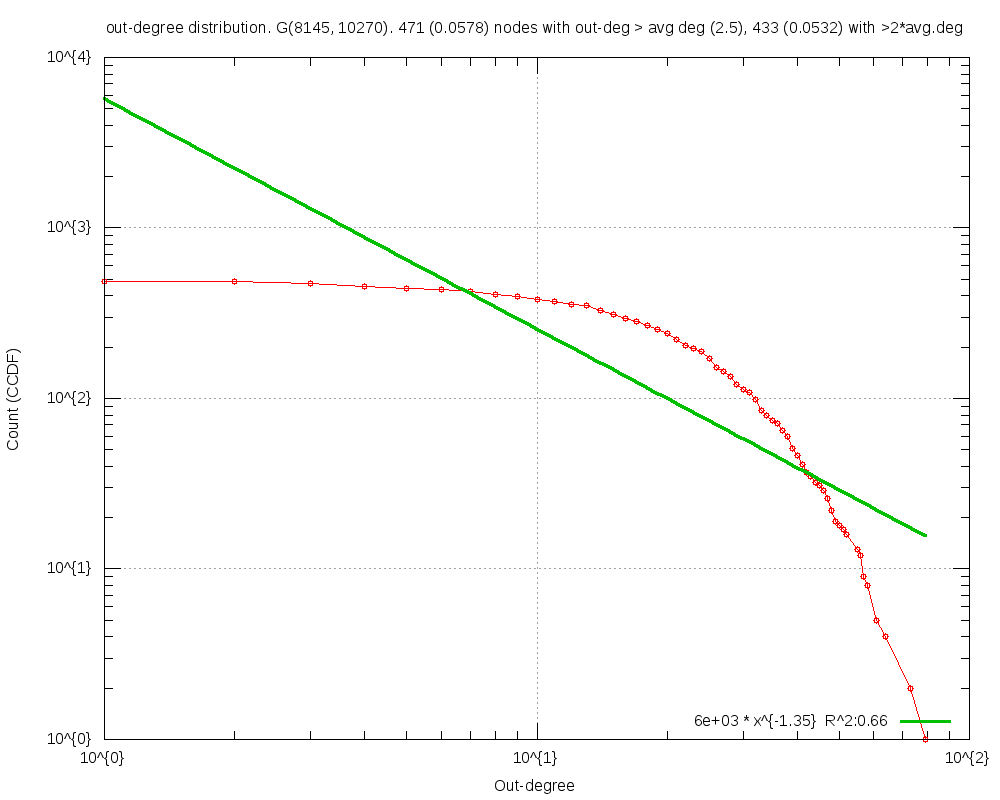 out-degree distribution. G(8145, 10270). 471 (0.0578) nodes with out-deg > avg deg (2.5), 433 (0.0532) with >2*avg.deg
10^{4}
10^{3}
10^{2}
10^{1}
10^{0}
Count (CCDF)
6e+03 * x^{-1.35} R^2:0.66
10^{0}
10^{1}
10^{2}
Out-degree